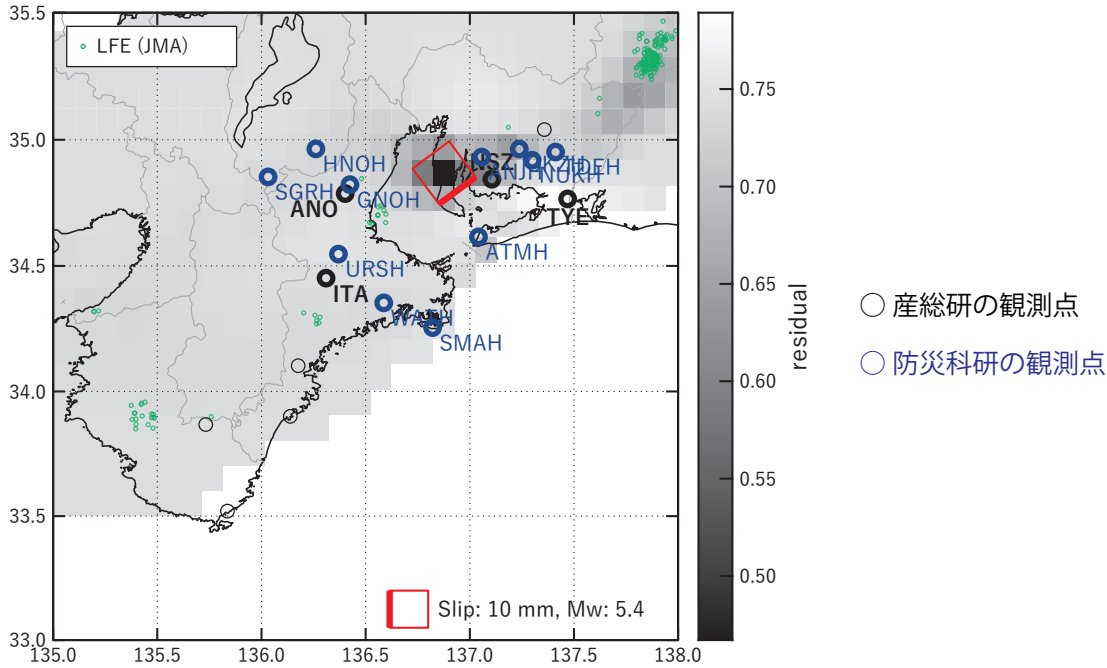 35.5
35.0
34.5
34.0
33.5
33.0
135.0
135.5
136.0
136.5
137.0
137.5
138.0
LFE (JMA)
HNOH
SGRH
GNOH
ANO
NSZ
ANJH
NUKH
TYE
ATMH
URSH
ITA
SMAH
Slip: 10 mm, Mw: 5.4
0.75
0.70
0.65
0.60
0.55
0.50
residual
産総研の観測点
防災科研の観測点